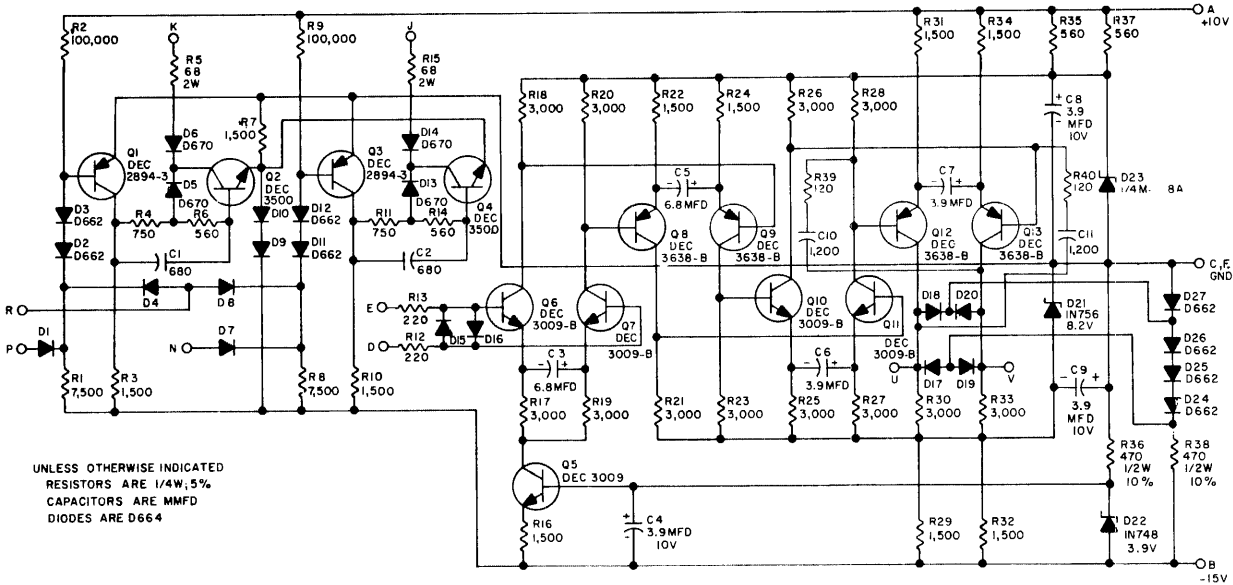 R2
100,000
K
R5
68
2W
R9
100,000
J
R15
68
2W
R31
1,500
R34
1,500
R35
560
R37
560
A
+10V
R7
1,500
D6
D670
Q1
DEC
2894-3
D5
D670
R4
750
R6
560
Q2
DEC
3500
D10
D9
Q3
DEC
2894-3
D14
D670
D13
D670
R11
750
R14
560
Q4
DEC
3500
D3
D662
D2
D662
D12
D662
D11
D662
C1
680
C2
680
R18
3,000
R20
3,000
R22
1,500
R24
1,500
R26
3,000
R28
3,000
C8
3.9
MFD
10V
+
-
R39
120
R40
120
D23
1/4M- 8A
C5
- +
6.8MFD
C7
- +
3.9MFD
C10
1,200
C11
1,200
Q8
DEC
3638-B
Q9
DEC
3638-B
Q12
DEC
3638-B
Q13
DEC
3638-B
C,F,
GND
R
D4
D8
P
D1
N
D7
E
R13
220
D
R12
220
D15
D16
Q6
DEC
3009-B
Q7
DEC
3009-B
Q10
DEC
3009-B
Q11
DEC
3009-B
D18
D20
D17
D19
U
V
D21
IN756
8.2V
D27
D662
D26
D662
D25
D662
D24
D662
R1
7,500
R3
1,500
R8
7,500
R10
1,500
C3
- +
6.8MFD
C6
- +
3.9MFD
C9
- +
3.9
MFD
10V
R17
3,000
R19
3,000
R21
3,000
R23
3,000
R25
3,000
R27
3,000
R30
3,000
R33
3,000
R36
470
1/2W
10%
R38
470
1/2W
10%
UNLESS OTHERWISE INDICATED
RESISTORS ARE 1/4W; 5%
CAPACITORS ARE MMFD
DIODES ARE D664
Q5
DEC 3009
R16
1,500
+
-
C4
3.9MFD
10V
R29
1,500
R32
1,500
D22
IN748
3.9V
B
-15V